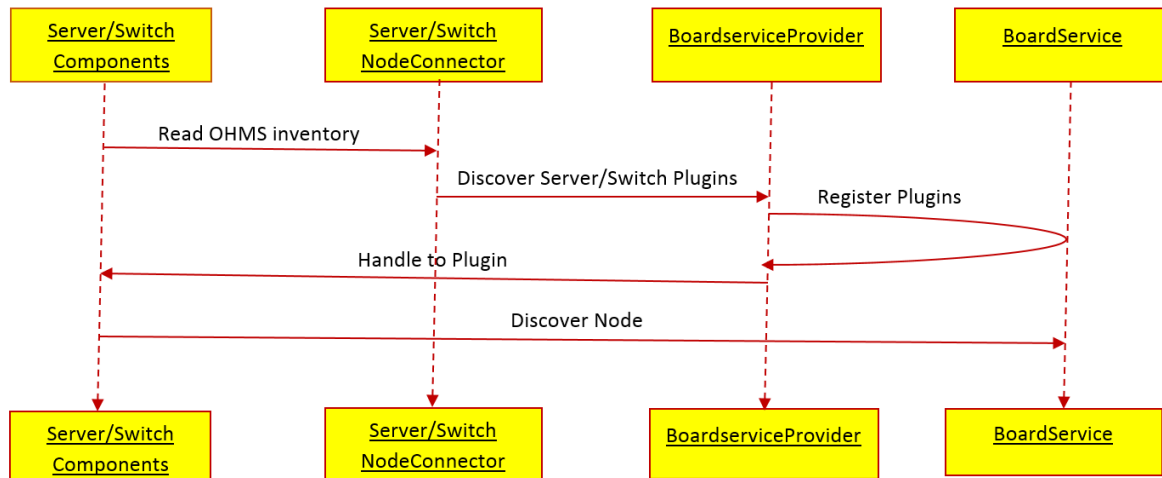 Server/Switch
Components
Server/Switch
NodeConnector
BoardserviceProvider
BoardService
Read OHMS inventory
Discover Server/Switch Plugins
Register Plugins
Handle to Plugin
Discover Node
Server/Switch
Components
Server/Switch
NodeConnector
BoardserviceProvider
BoardService